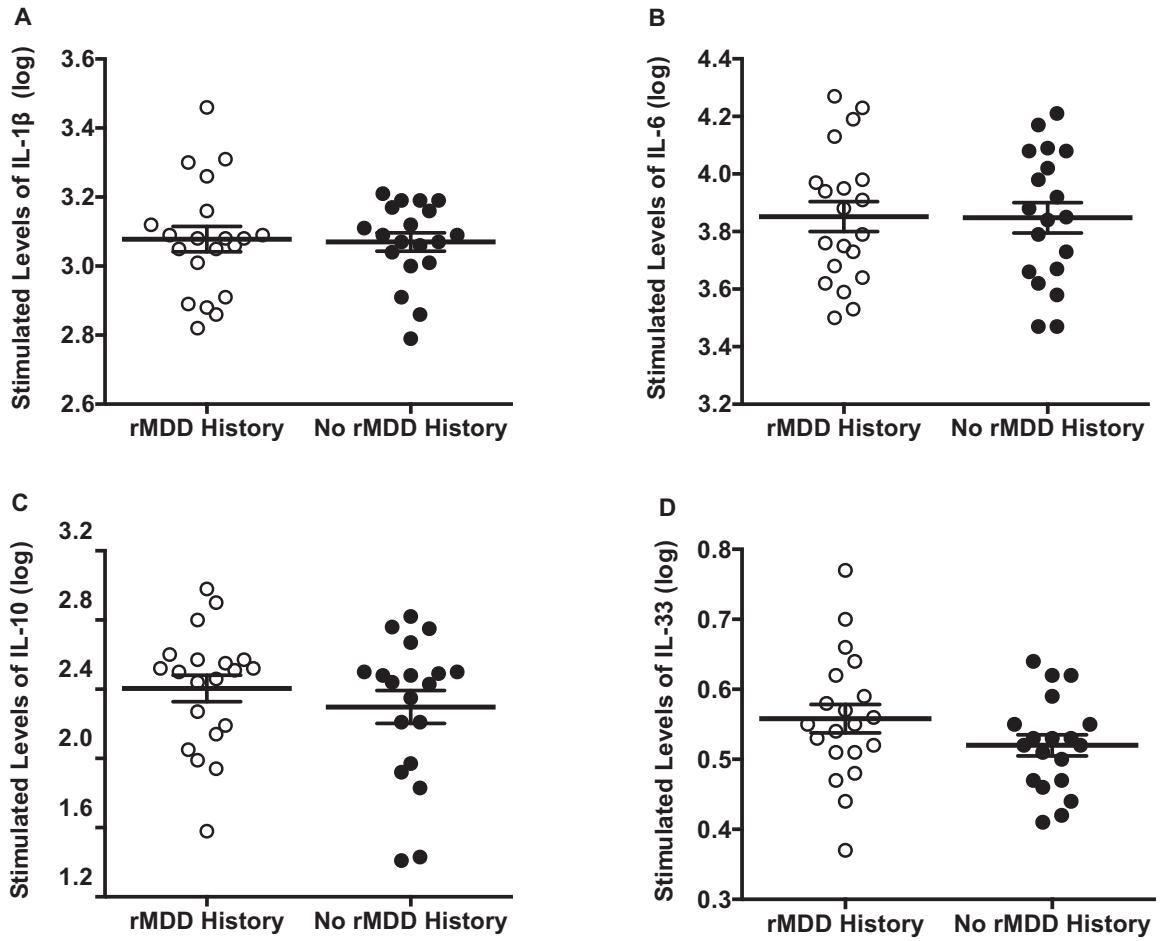 A
Stimulated Levels of IL-1β (log)
3.6
3.4
3.2
3.0
2.8
2.6
rMDD History
No rMDD History
B
Stimulated Levels of IL-6 (log)
4.4
4.2
4.0
3.8
3.6
3.4
3.2
rMDD History
No rMDD History
C
Stimulated Levels of IL-10 (log)
3.2
2.8
2.4
2.0
1.6
1.2
rMDD History
No rMDD History
D
Stimulated Levels of IL-33 (log)
0.8
0.7
0.6
0.5
0.4
0.3
rMDD History
No rMDD History